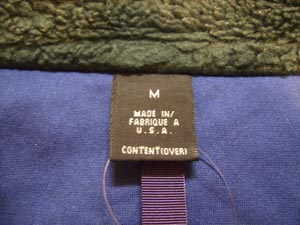 M
MADE IN/
FABRIQUE A
U.S.A.
CONTENT(OVER)